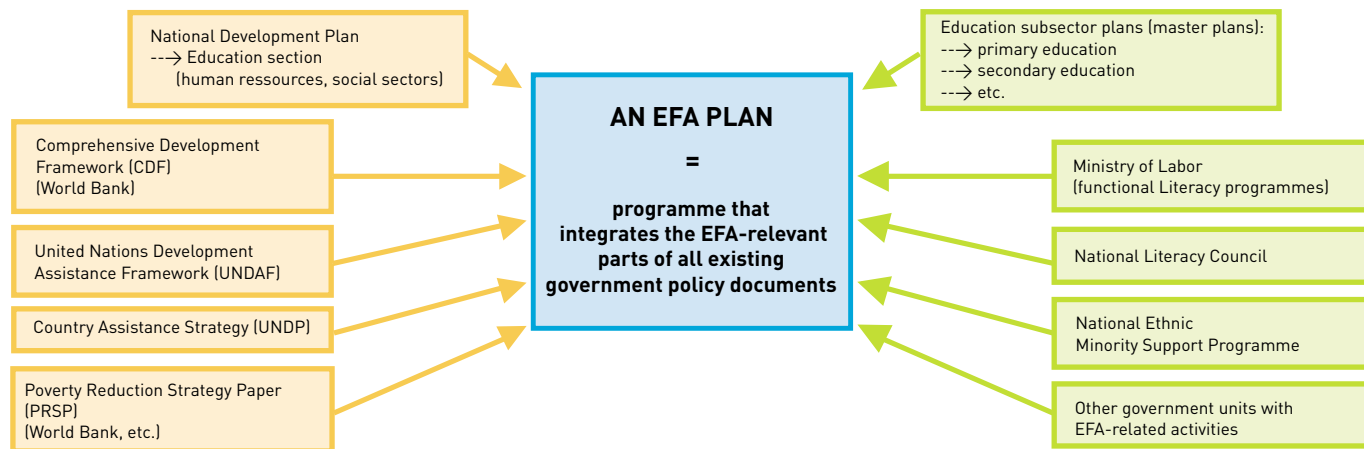 National Development Plan
---> Education section
(human ressources, social sectors)
Comprehensive Development
Framework (CDF)
(World Bank)
United Nations Development
Assistance Framework (UNDAF)
Country Assistance Strategy (UNDP)
Poverty Reduction Strategy Paper
(PRSP)
(World Bank, etc.)
AN EFA PLAN
=
programme that
integrates the EFA-relevant
parts of all existing
government policy documents
Education subsector plans (master plans):
---> primary education
---> secondary education
---> etc.
Ministry of Labor
(functional Literacy programmes)
National Literacy Council
National Ethnic
Minority Support Programme
Other government units with
EFA-related activities